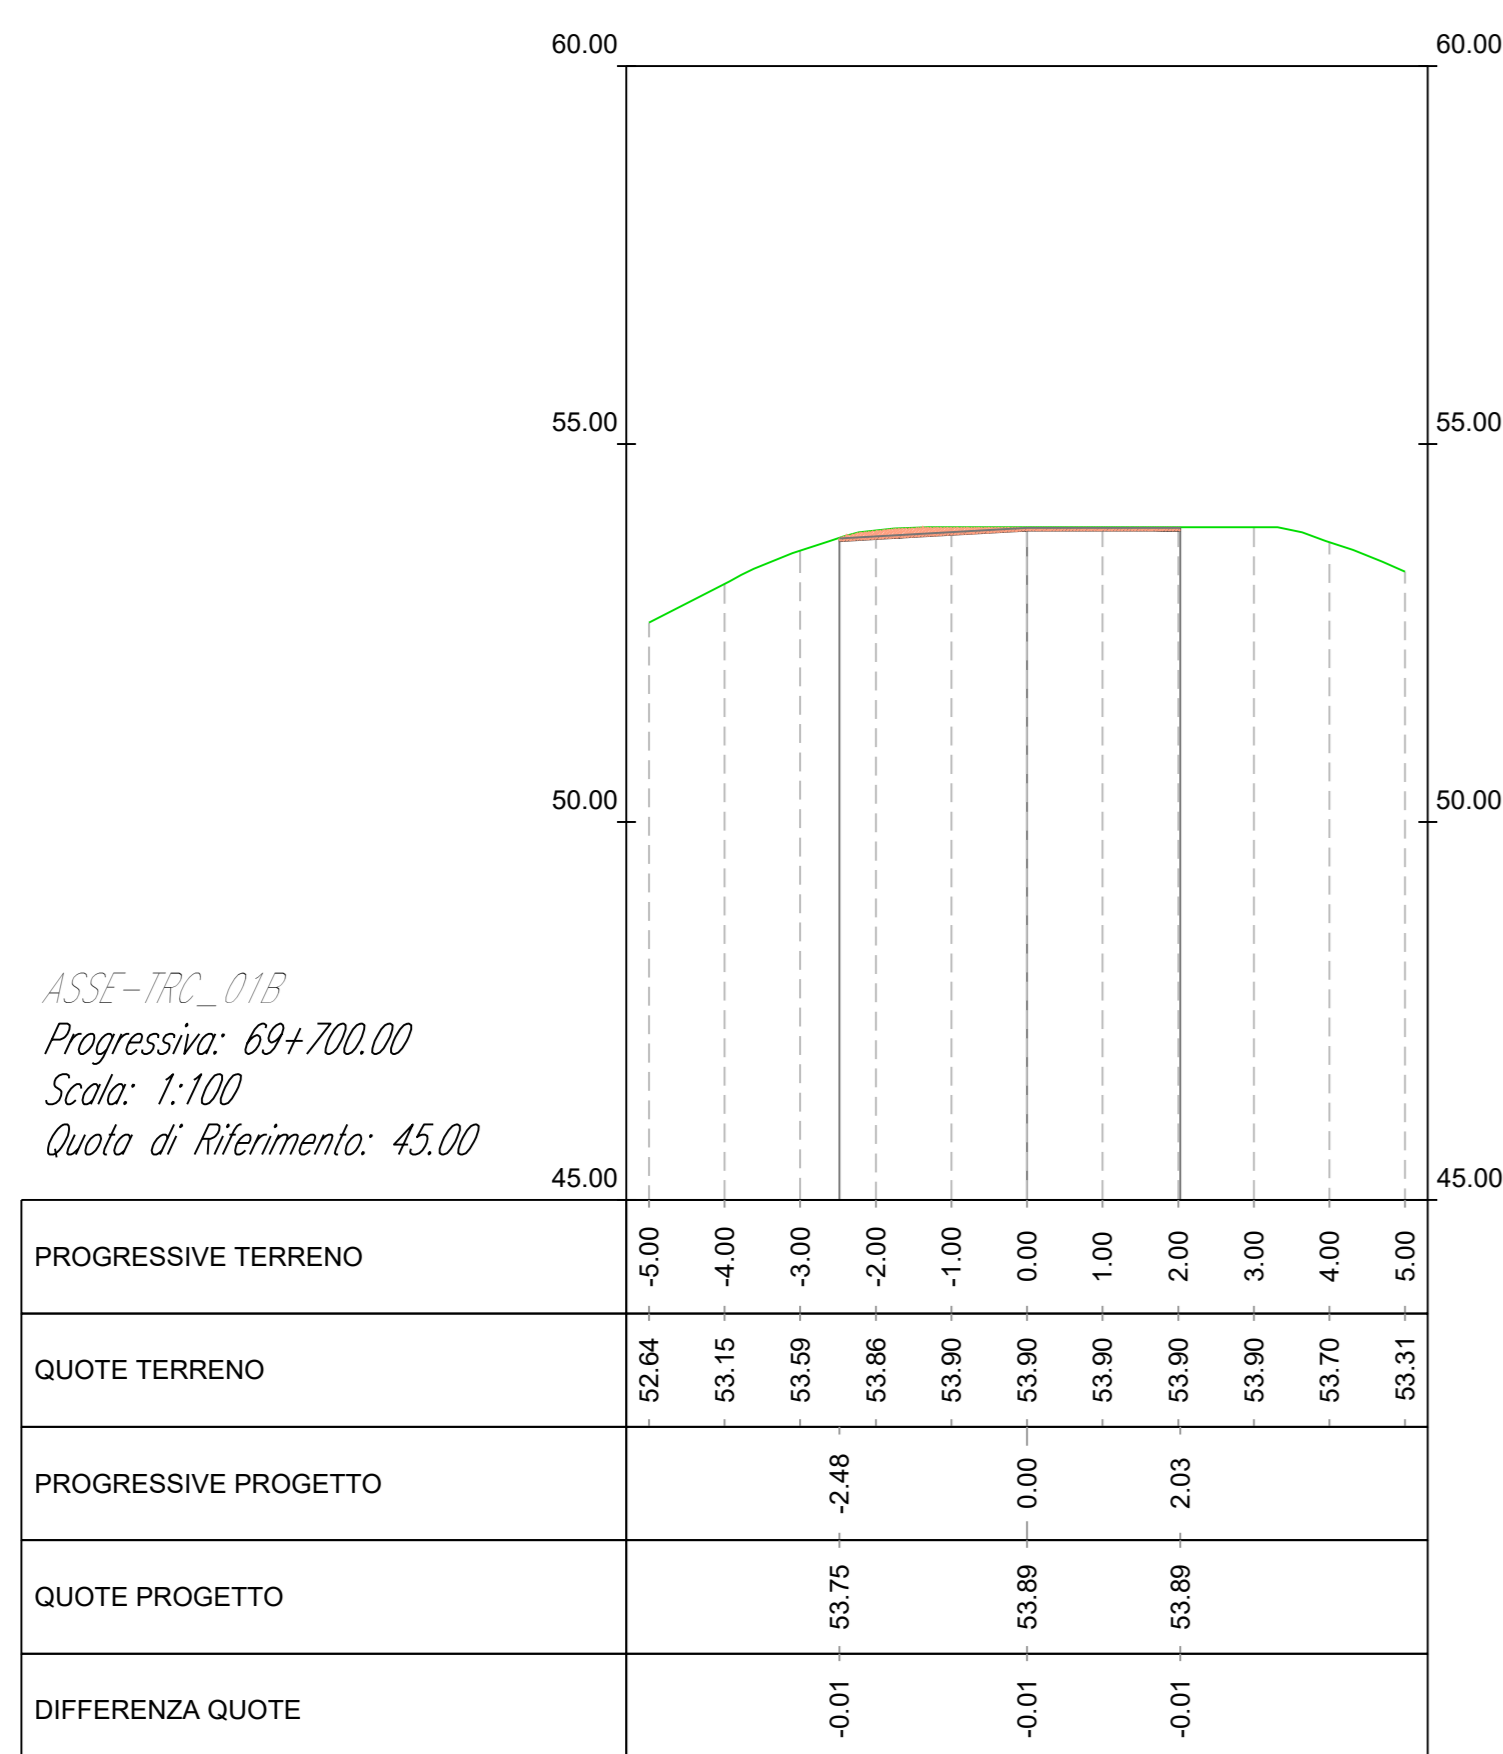 60.00 60.00
55.00 55.00
50.00 50.00
ASSE-TRC_01B
Progressiva: 69+700.00
Scala: 1:100
Quota di Riferimento: 45.00
45.00 45.00
PROGRESSIVE TERRENO -5.00 -4.00 -3.00 -2.00 -1.00 0.00 1.00 2.00 3.00 4.00 5.00
QUOTE TERRENO 52.64 53.15 53.59 53.86 53.90 53.90 53.90 53.90 53.90 53.70 53.31
PROGRESSIVE PROGETTO -2.48 0.00 2.03
QUOTE PROGETTO 53.75 53.89 53.89
DIFFERENZA QUOTE -0.01 -0.01 -0.01